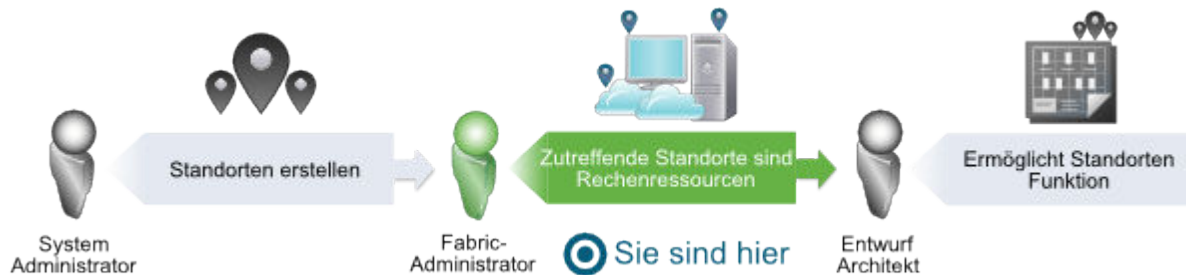 Standorten erstellen
Zutreffende Standorte sind
Rechenressourcen
Ermöglicht Standorten
Funktion
System
Administrator
Fabric-
Administrator
Sie sind hier
Entwurf
Architekt